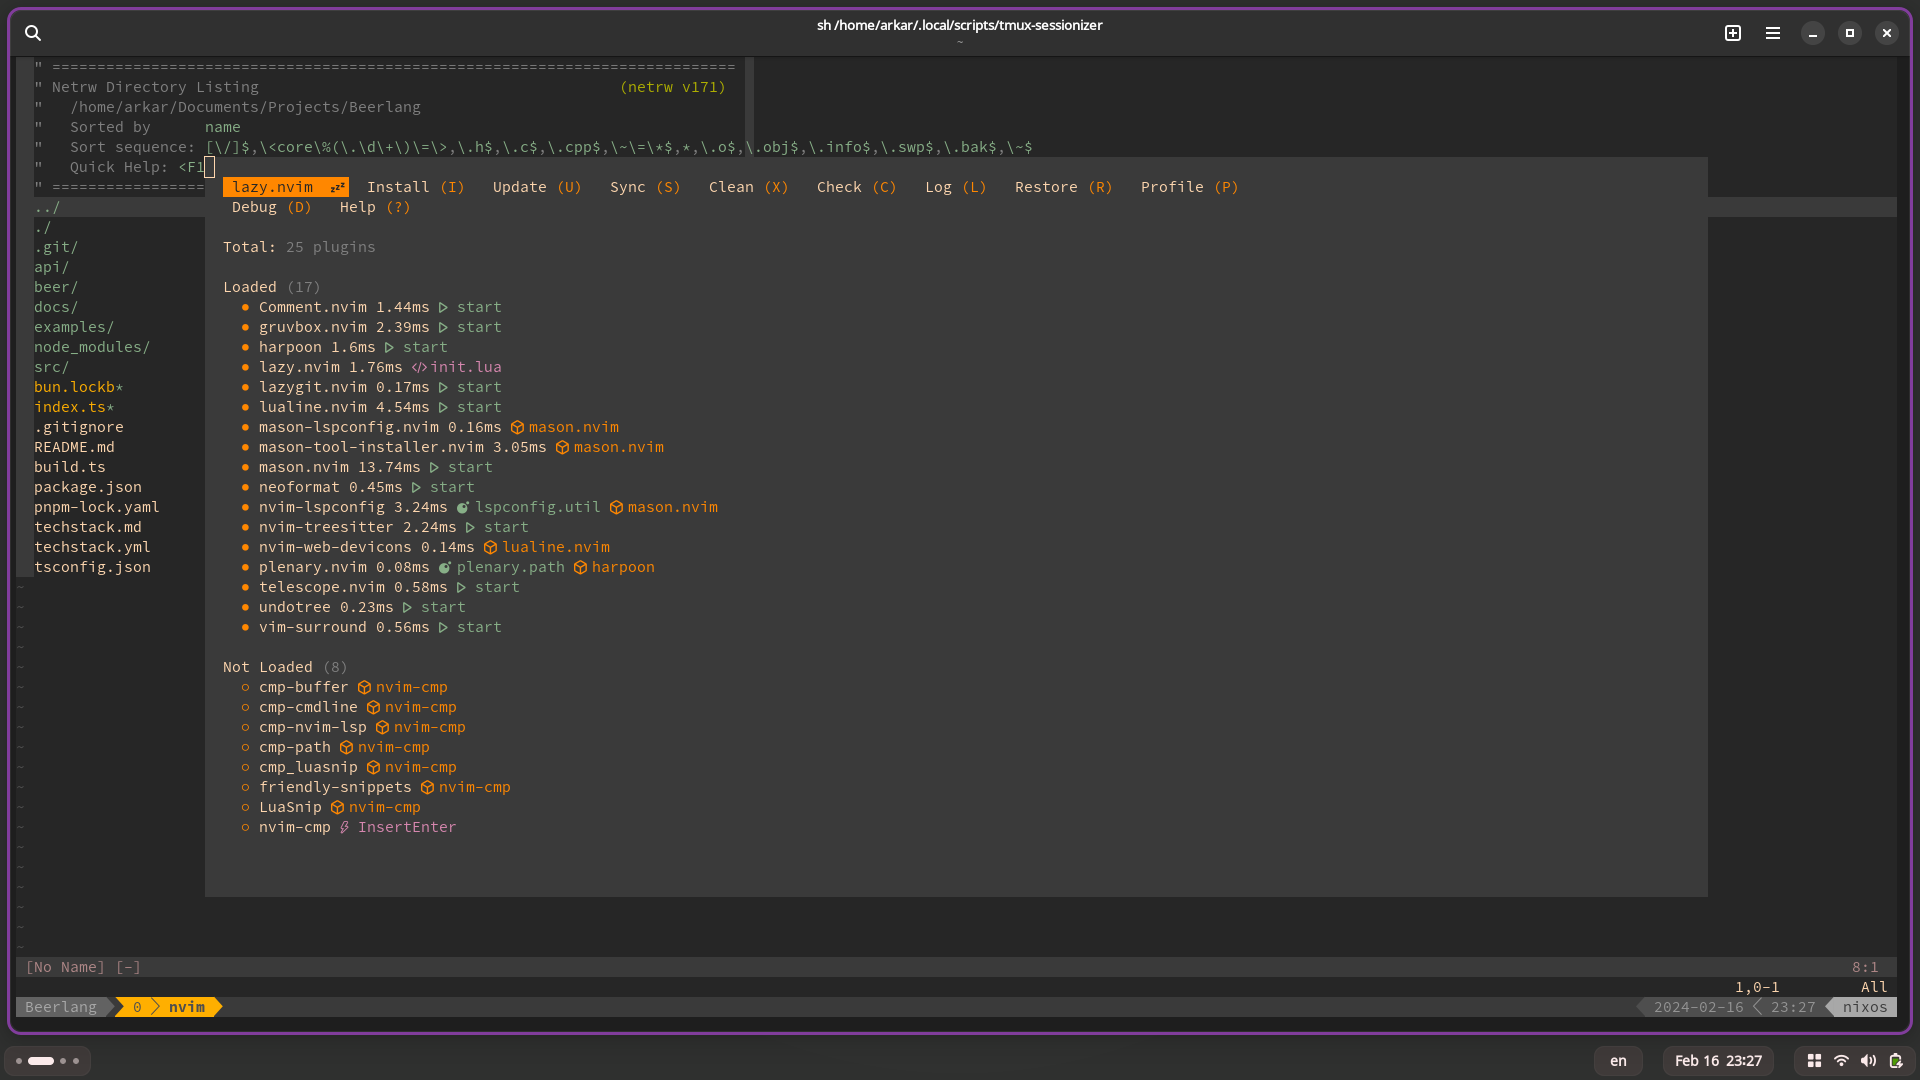 sh /home/arkar/.local/scripts/tmux-sessionizer
~
" ==============================================================================
" Netrw Directory Listing (netrw v171)
" /home/arkar/Documents/Projects/Beerlang
" Sorted by name
" Sort sequence: [\/]$,\<core\%(\.\d\+\)\=\>,\.h$,\.c$,\.cpp$,\~\=\*$,*,\.o$,\.obj$,\.info$,\.swp$,\.bak$,\~$
" Quick Help: <F1
" =================
lazy.nvim zzz Install (I) Update (U) Sync (S) Clean (X) Check (C) Log (L) Restore (R) Profile (P)
Debug (D) Help (?)
../
./
.git/
api/
beer/
docs/
examples/
node_modules/
src/
bun.lockb*
index.ts*
.gitignore
README.md
build.ts
package.json
pnpm-lock.yaml
techstack.md
techstack.yml
tsconfig.json
Total: 25 plugins
Loaded (17)
● Comment.nvim 1.44ms ▷ start
● gruvbox.nvim 2.39ms ▷ start
● harpoon 1.6ms ▷ start
● lazy.nvim 1.76ms </> init.lua
● lazygit.nvim 0.17ms ▷ start
● lualine.nvim 4.54ms ▷ start
● mason-lspconfig.nvim 0.16ms mason.nvim
● mason-tool-installer.nvim 3.05ms mason.nvim
● mason.nvim 13.74ms ▷ start
● neoformat 0.45ms ▷ start
● nvim-lspconfig 3.24ms lspconfig.util mason.nvim
● nvim-treesitter 2.24ms ▷ start
● nvim-web-devicons 0.14ms lualine.nvim
● plenary.nvim 0.08ms plenary.path harpoon
● telescope.nvim 0.58ms ▷ start
● undotree 0.23ms ▷ start
● vim-surround 0.56ms ▷ start
Not Loaded (8)
○ cmp-buffer nvim-cmp
○ cmp-cmdline nvim-cmp
○ cmp-nvim-lsp nvim-cmp
○ cmp-path nvim-cmp
○ cmp_luasnip nvim-cmp
○ friendly-snippets nvim-cmp
○ LuaSnip nvim-cmp
○ nvim-cmp InsertEnter
[No Name] [-] 8:1
1,0-1 All
Beerlang 0 nvim 2024-02-16 23:27 nixos
en Feb 16 23:27